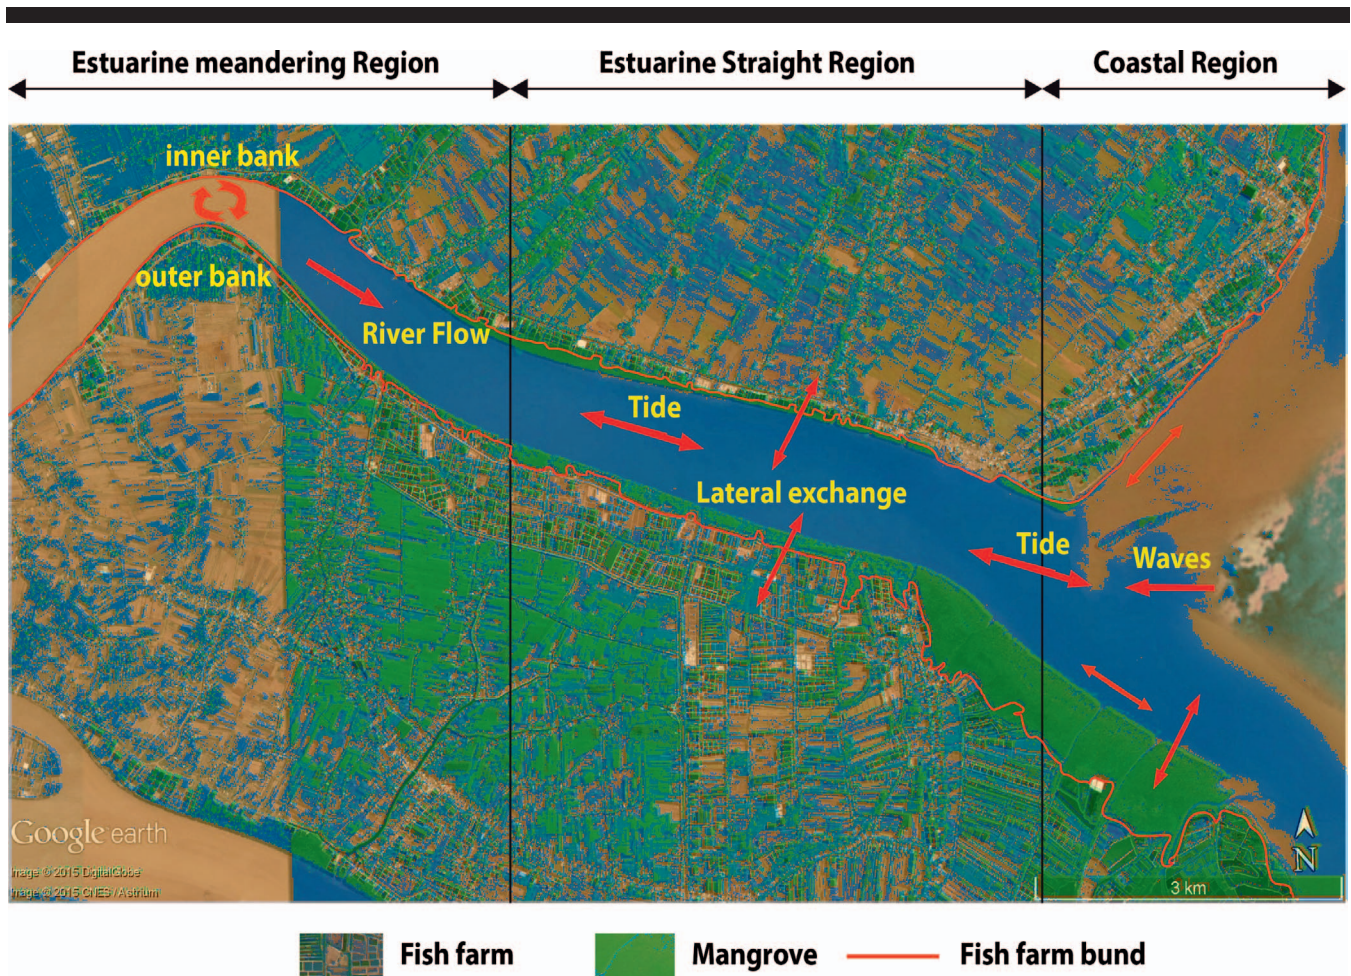 Estuarine meandering Region
Estuarine Straight Region
Coastal Region
inner bank
outer bank
River Flow
Tide
Lateral exchange
Tide
Waves
Google earth
Image © 2015 DigitalGlobe
Image © 2015 CNES / Astrium
N
3 km
Fish farm
Mangrove
Fish farm bund